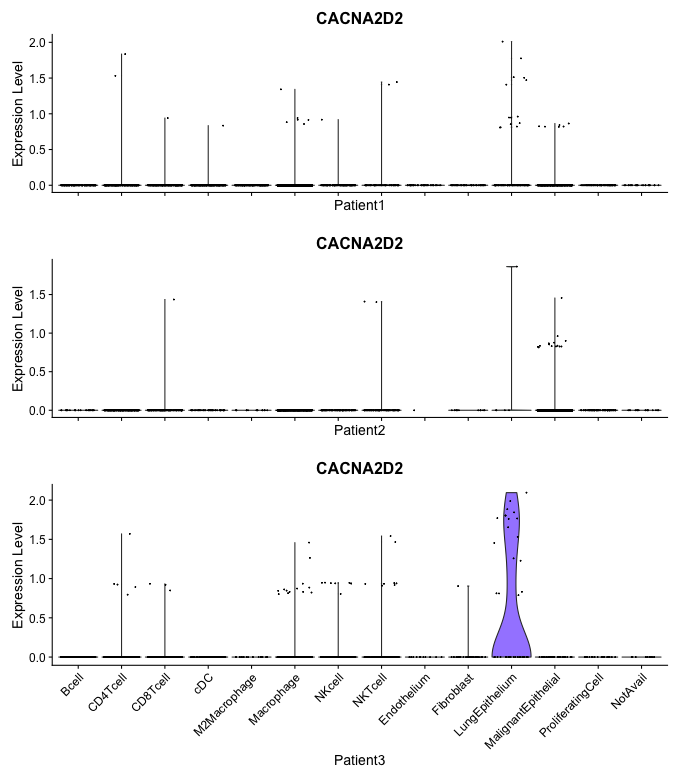 CACNA2D2
Expression Level
2.0
1.5
1.0
0.5
0.0
Patient1
CACNA2D2
Expression Level
1.5
1.0
0.5
0.0
Patient2
CACNA2D2
Expression Level
2.0
1.5
1.0
0.5
0.0
Bcell
CD4Tcell
CD8Tcell
cDC
M2Macrophage
Macrophage
NKcell
NKTcell
Endothelium
Fibroblast
LungEpithelium
MalignantEpithelial
ProliferatingCell
NotAvail
Patient3